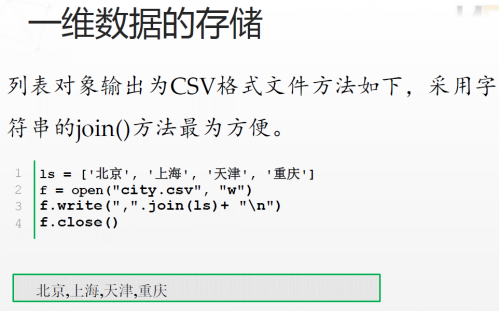 一维数据的存储
列表对象输出为CSV格式文件方法如下，采用字
符串的join()方法最为方便。
1 ls = ['北京', '上海', '天津', '重庆']
2 f = open("city.csv", "w")
3 f.write(",".join(ls)+ "\n")
4 f.close()
北京,上海,天津,重庆